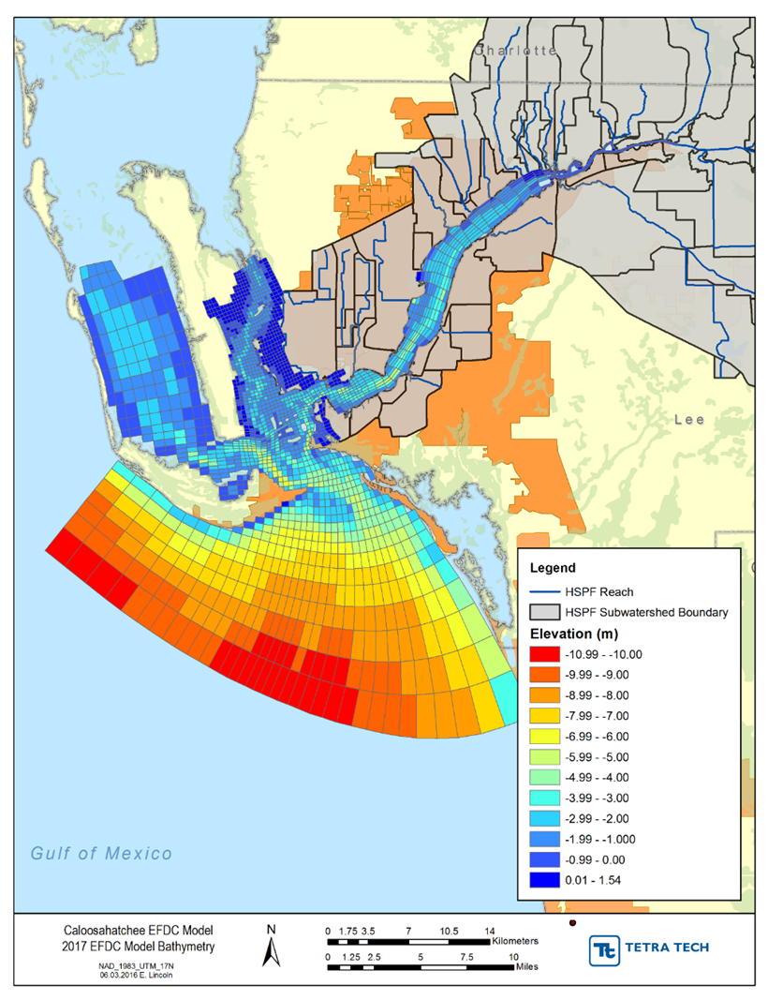 Charlotte
Lee
Legend
HSPF Reach
HSPF Subwatershed Boundary
Elevation (m)
-10.99 - -10.00
-9.99 - -9.00
-8.99 - -8.00
-7.99 - -7.00
-6.99 - -6.00
-5.99 - -5.00
-4.99 - -4.00
-3.99 - -3.00
-2.99 - -2.00
-1.99 - -1.000
-0.99 - 0.00
0.01 - 1.54
Gulf of Mexico
Caloosahatchee EFDC Model
2017 EFDC Model Bathymetry
NAD_1983_UTM_17N
06.03.2016 E. Lincoln
N
0 1.75 3.5 7 10.5 14
Kilometers
0 1.25 2.5 5 7.5 10
Miles
Tt TETRA TECH